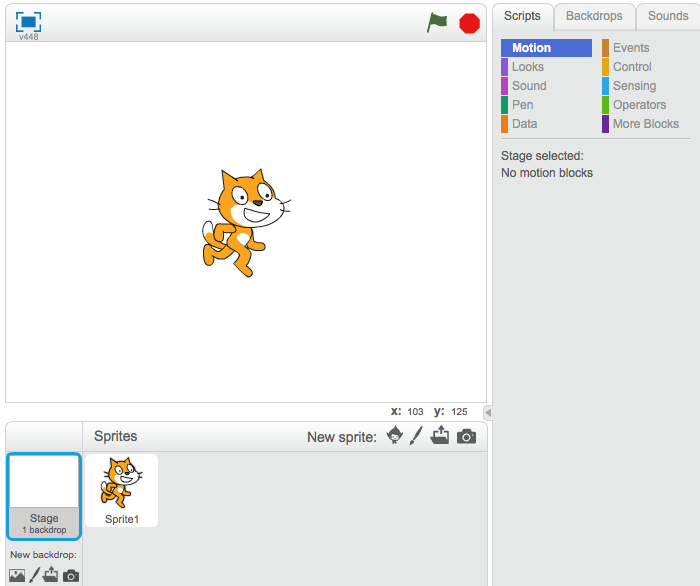 v448
Scripts
Backdrops
Sounds
Motion
Events
Looks
Control
Sound
Sensing
Pen
Operators
Data
More Blocks
Stage selected:
No motion blocks
x: 103 y: 125
Sprites
New sprite:
Stage
1 backdrop
Sprite1
New backdrop: